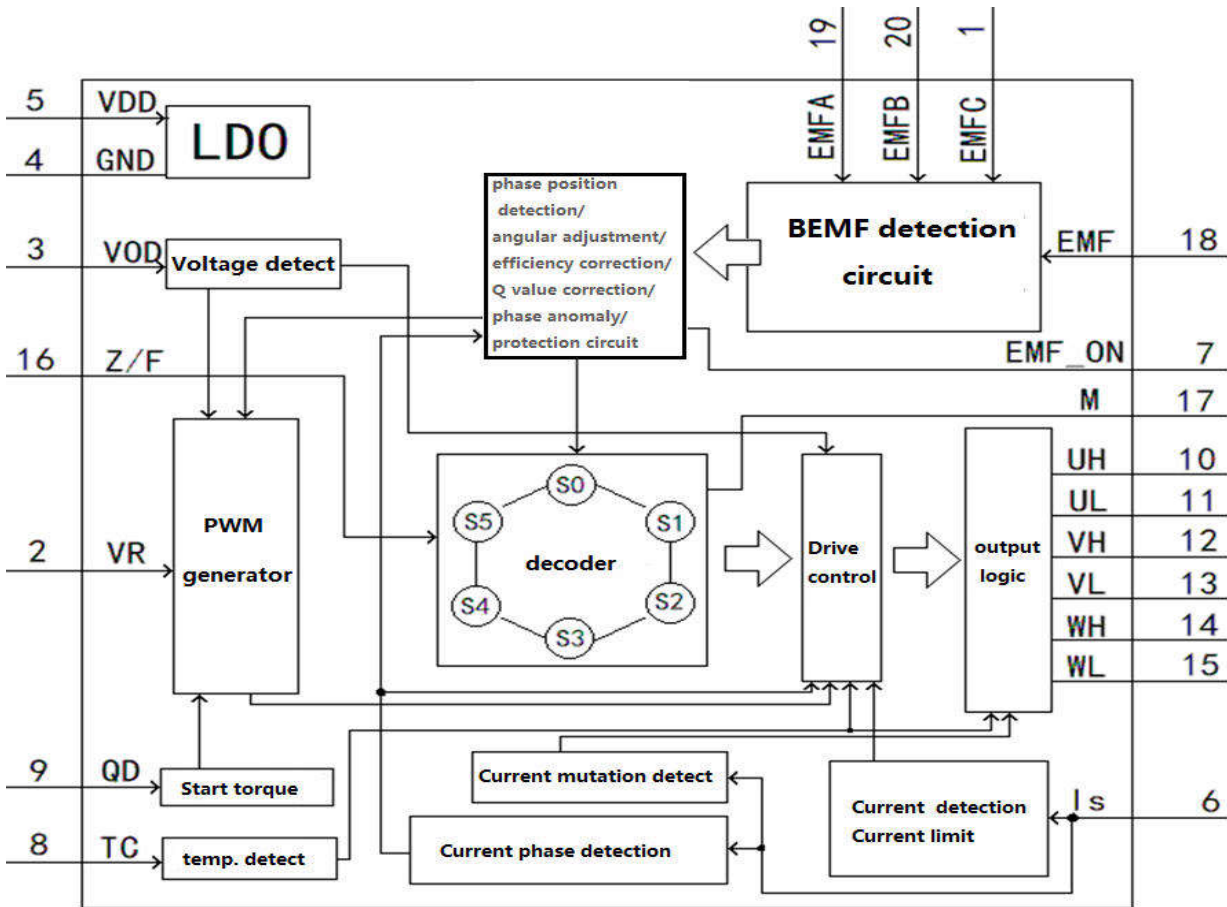 19
20
1
EMFA
EMFB
EMFC
5 VDD
LDO
4 GND
phase position
detection/
angular adjustment/
efficiency correction/
Q value correction/
phase anomaly/
protection circuit
BEMF detection
circuit
EMF 18
3 VOD
Voltage detect
EMF_ON 7
16 Z/F
M 17
PWM
generator
2 VR
S0
S1
S2
S3
S4
S5
decoder
Drive
control
output
logic
UH 10
UL 11
VH 12
VL 13
WH 14
WL 15
9 QD
Start torque
Current mutation detect
Current detection
Current limit
Is 6
8 TC
temp. detect
Current phase detection